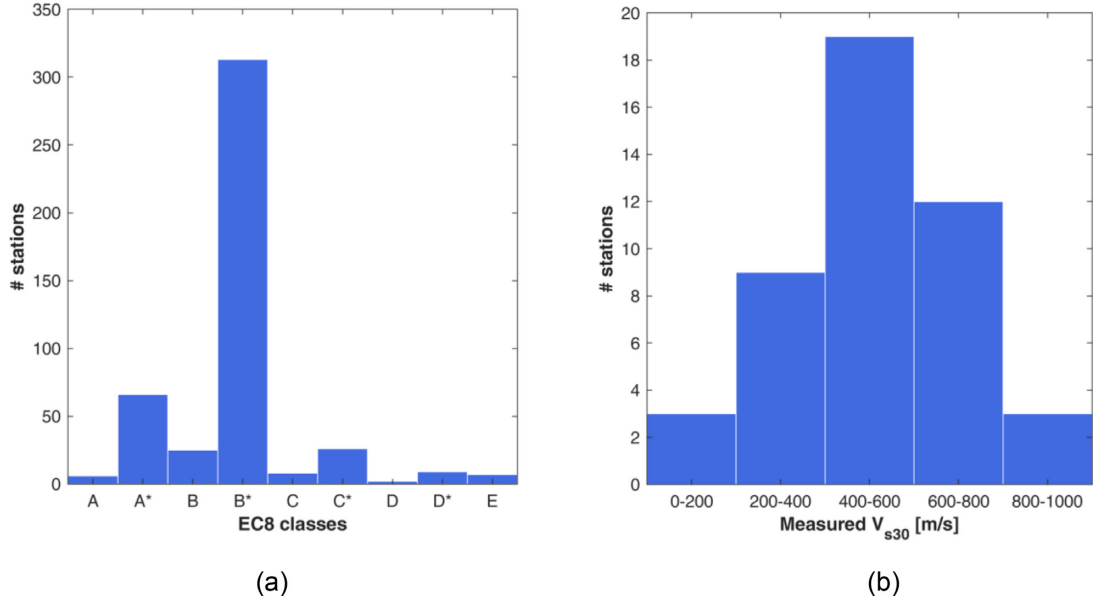 350
300
250
200
150
100
50
0
# stations
A A* B B* C C* D D* E
EC8 classes
(a)
20
18
16
14
12
10
8
6
4
2
0
# stations
0-200 200-400 400-600 600-800 800-1000
Measured Vs30 [m/s]
(b)